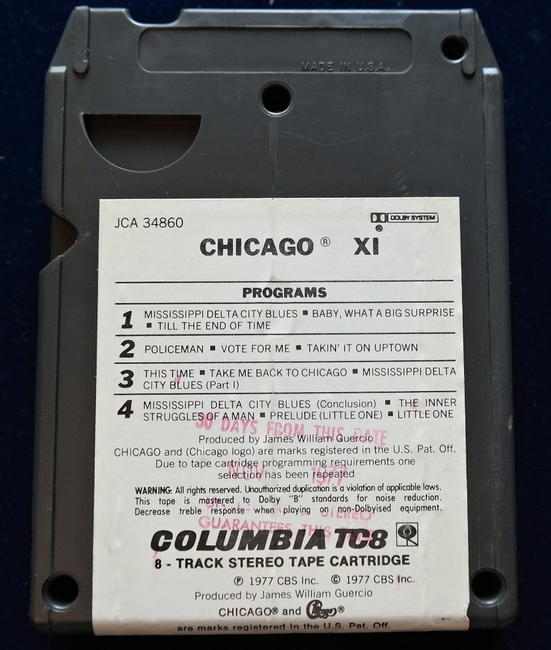 MADE IN U.S.A.
JCA 34860
DOLBY SYSTEM
®
CHICAGO ® XI
PROGRAMS
1 MISSISSIPPI DELTA CITY BLUES ■ BABY, WHAT A BIG SURPRISE
■ TILL THE END OF TIME
2 POLICEMAN ■ VOTE FOR ME ■ TAKIN' IT ON UPTOWN
3 THIS TIME ■ TAKE ME BACK TO CHICAGO ■ MISSISSIPPI DELTA
CITY BLUES (Part I)
4 MISSISSIPPI DELTA CITY BLUES (Conclusion) ■ THE INNER
STRUGGLES OF A MAN ■ PRELUDE (LITTLE ONE) ■ LITTLE ONE
30 DAYS FROM THIS DATE
Produced by James William Guercio
CHICAGO and (Chicago logo) are marks registered in the U.S. Pat. Off.
Due to tape cartridge programming requirements one
selection has been repeated
1977
WARNING: All rights reserved. Unauthorized duplication is a violation of applicable laws.
This tape is mastered to Dolby "B" standards for noise reduction.
Decrease treble response when playing on non-Dolbyised equipment.
STEREO
GUARANTEES THIS
COLUMBIA TC8
8 - TRACK STEREO TAPE CARTRIDGE
℗ 1977 CBS Inc. © 1977 CBS Inc.
Produced by James William Guercio
CHICAGO® and Chicago®
are marks registered in the U.S. Pat. Off.